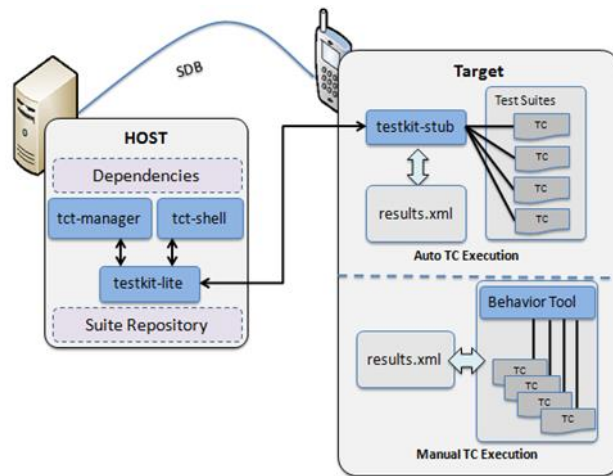 SDB
HOST
Dependencies
tct-manager
tct-shell
testkit-lite
Suite Repository
Target
testkit-stub
Test Suites
TC
TC
TC
TC
results.xml
Auto TC Execution
Behavior Tool
results.xml
TC
TC
TC
TC
Manual TC Execution